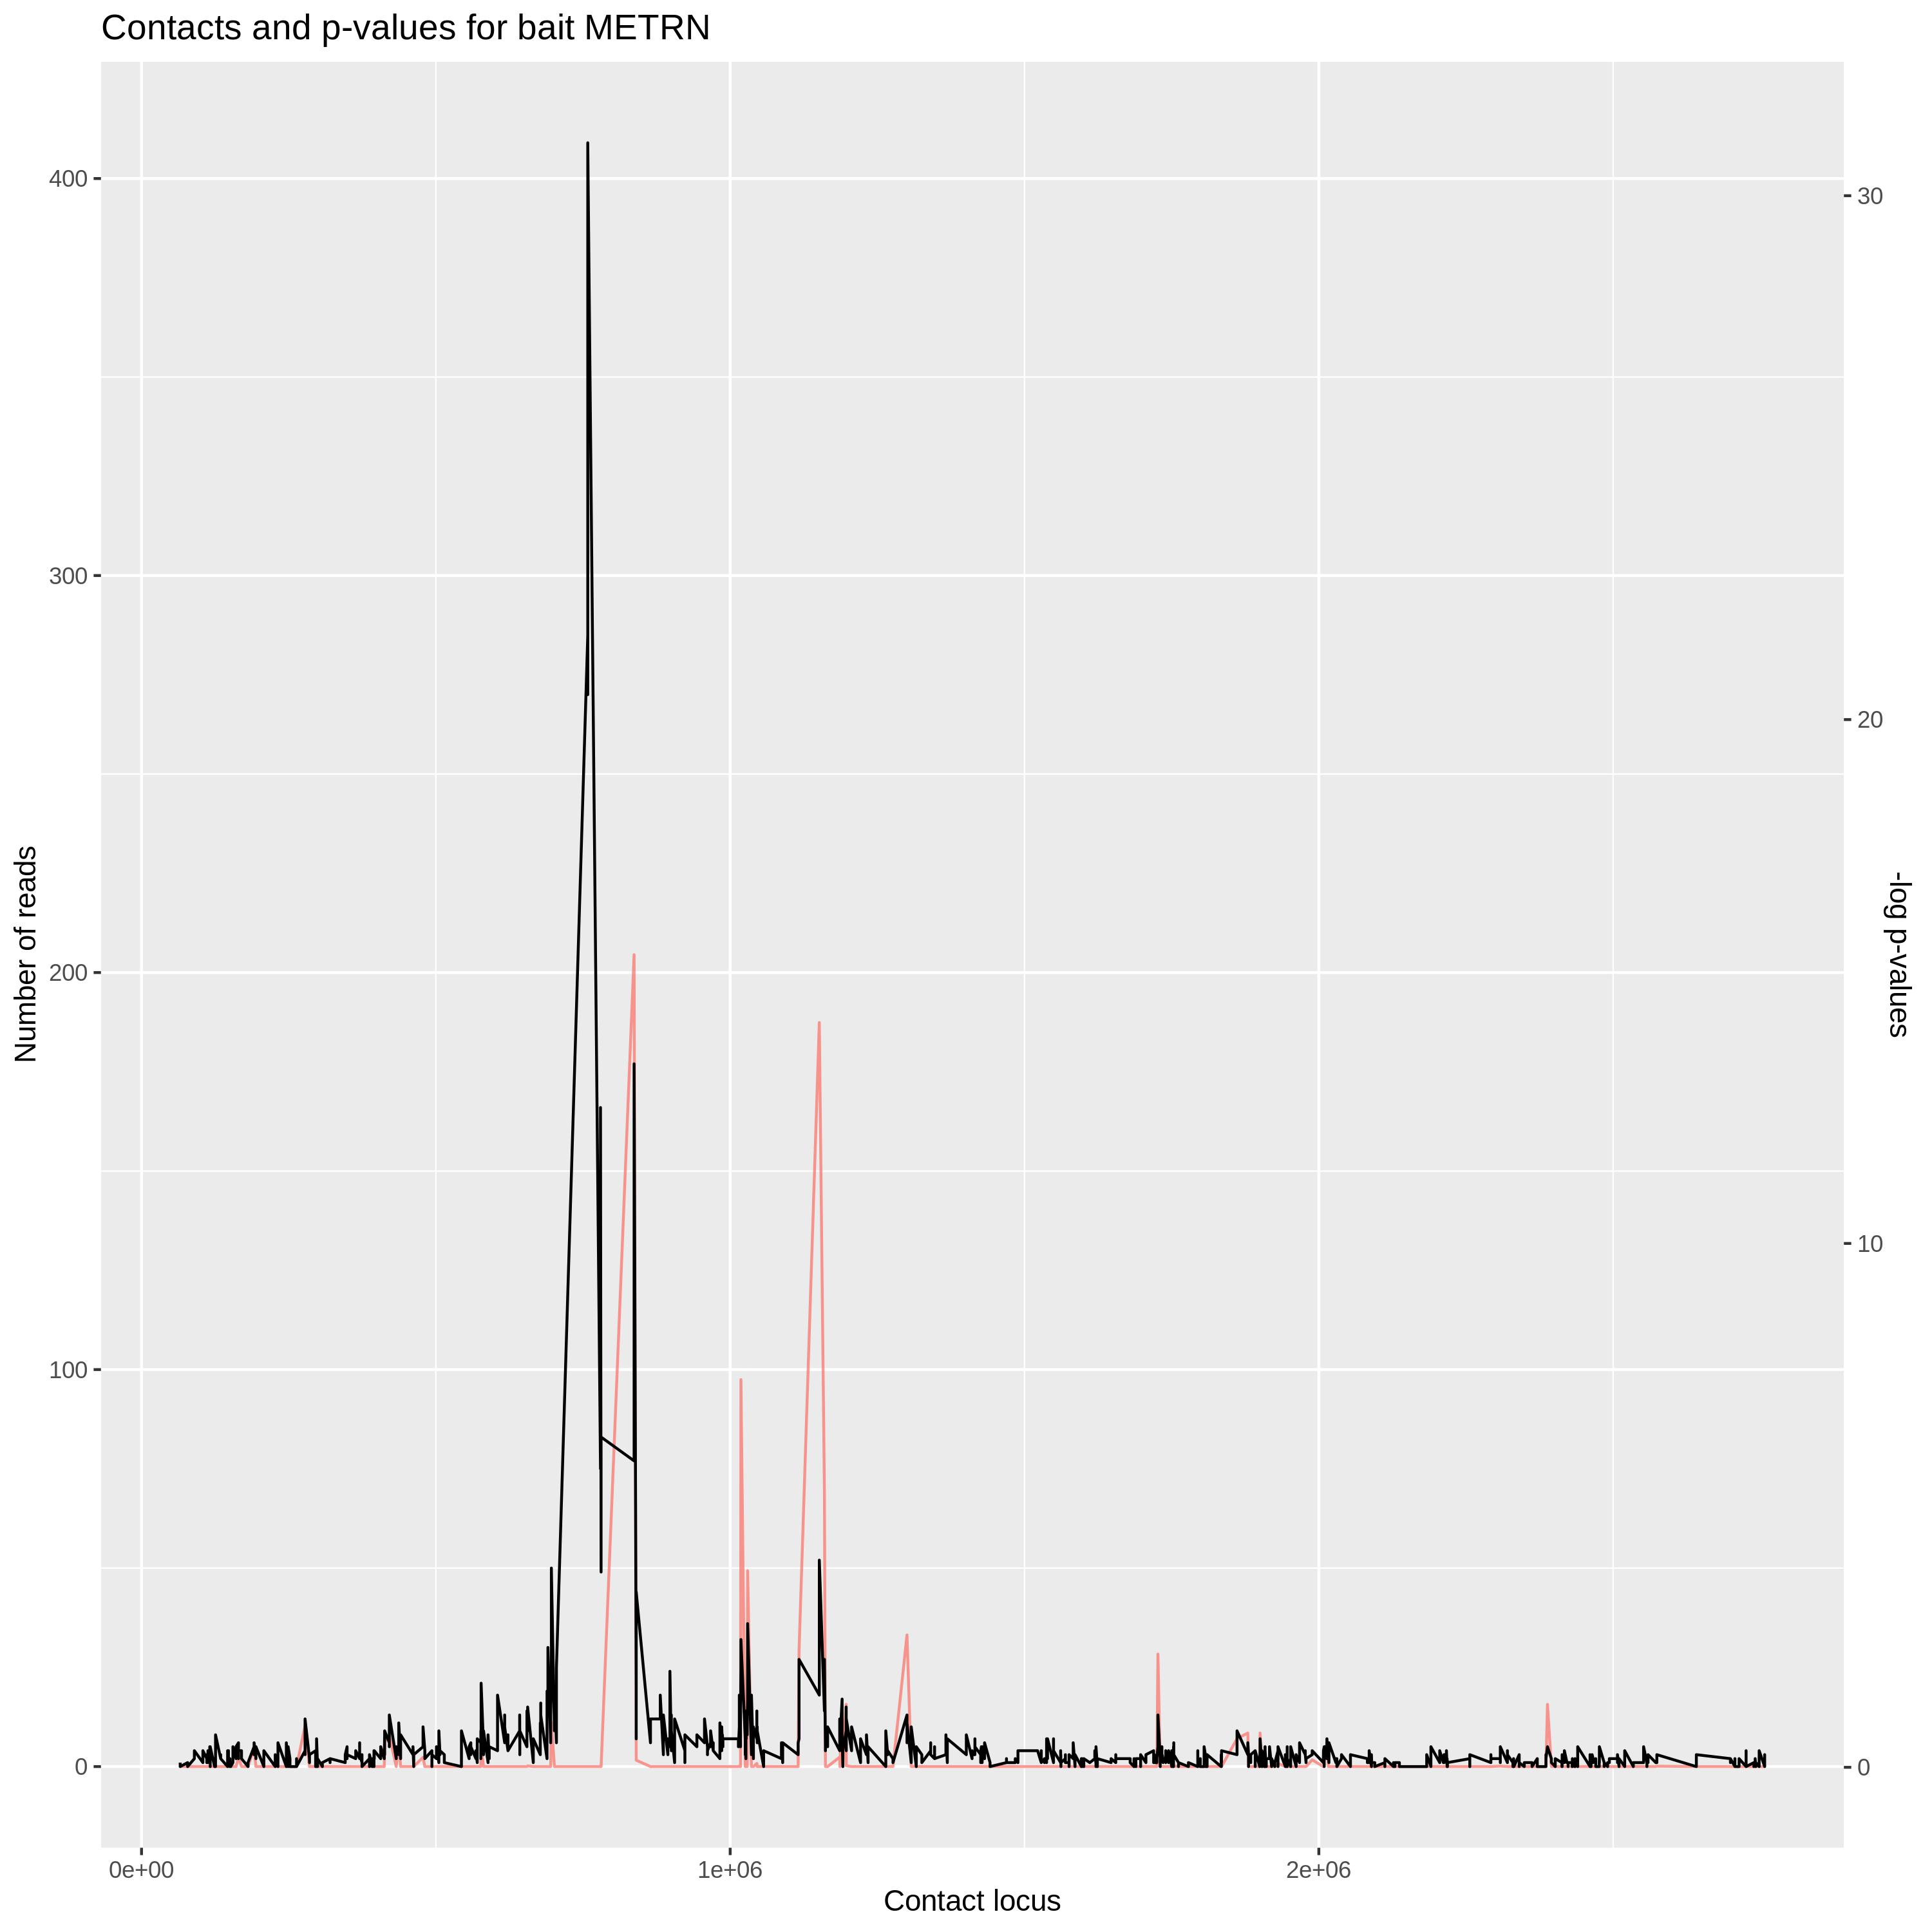 Contacts and p-values for bait METRN
400
300
200
100
0
Number of reads
30
20
10
0
-log p-values
0e+00
1e+06
2e+06
Contact locus